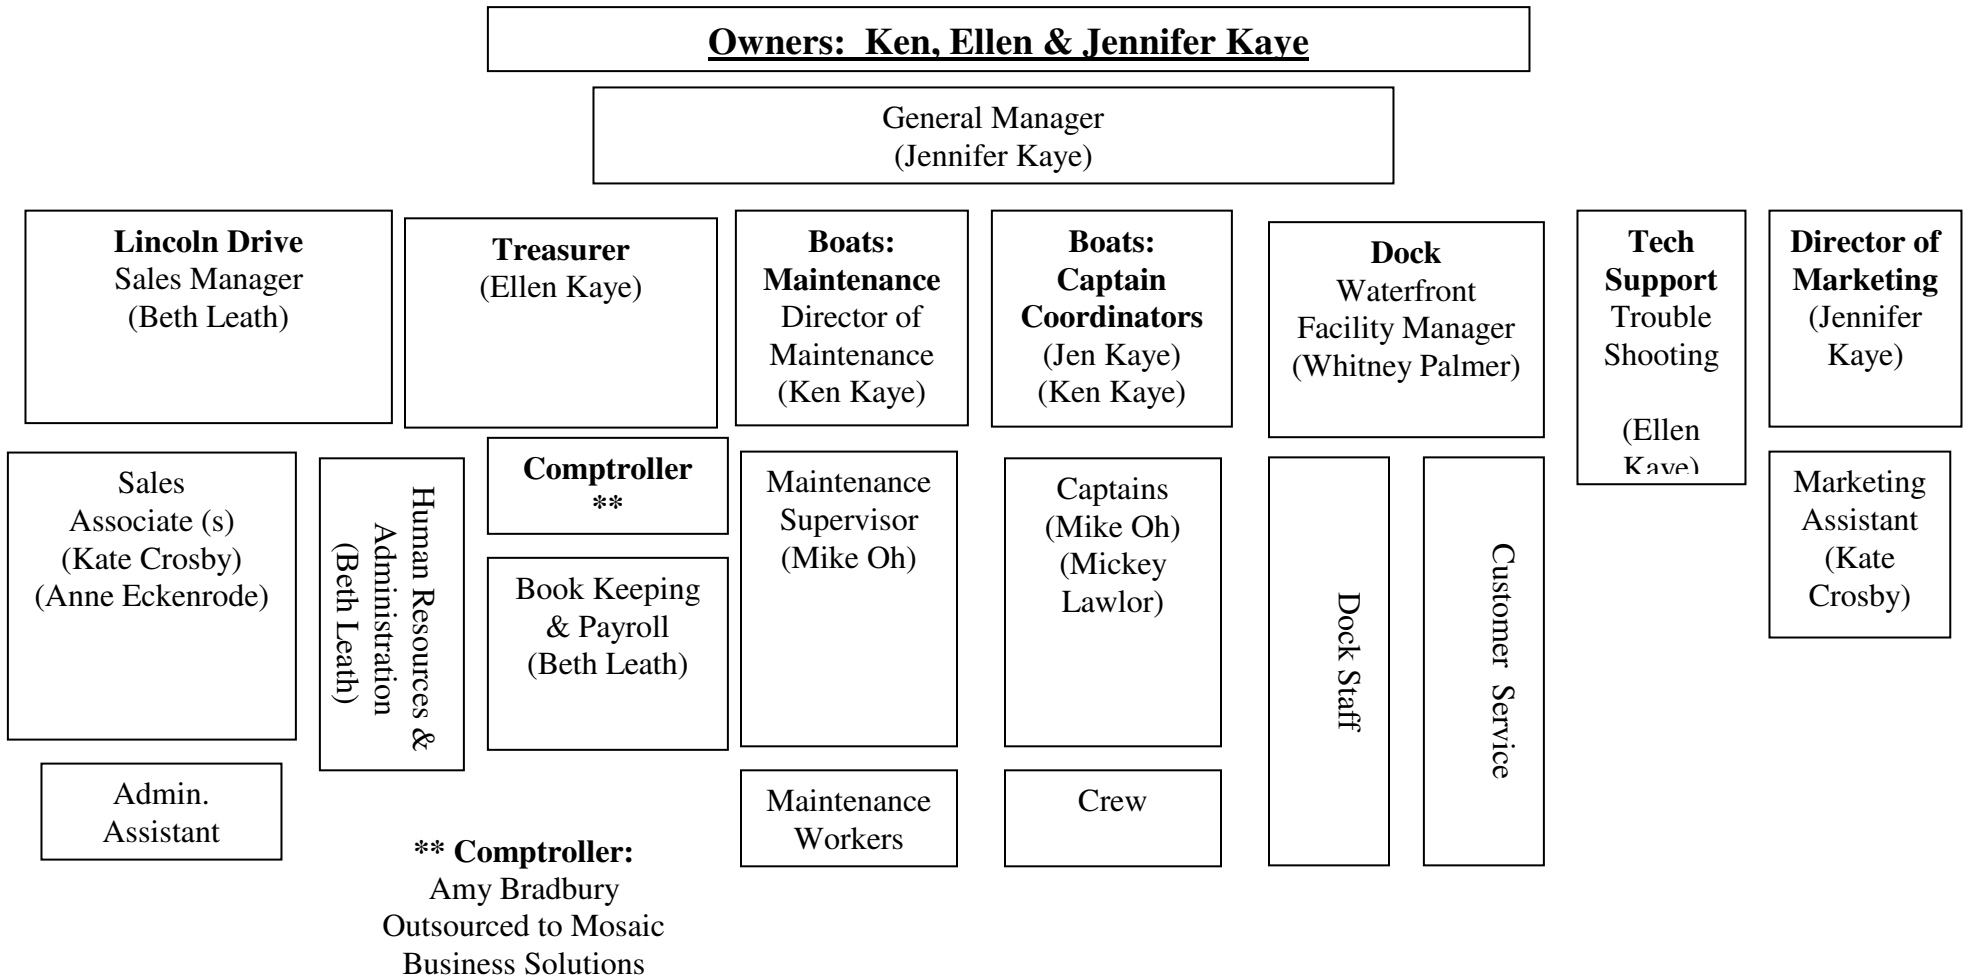 Owners:  Ken, Ellen & Jennifer Kaye
General Manager
(Jennifer Kaye)
Lincoln Drive
Sales Manager
(Beth Leath)
Treasurer
(Ellen Kaye)
Boats:
Maintenance
Director of
Maintenance
(Ken Kaye)
Boats:
Captain
Coordinators
(Jen Kaye)
(Ken Kaye)
Dock
Waterfront
Facility Manager
(Whitney Palmer)
Tech
Support
Trouble
Shooting
(Ellen
Kaye)
Director of
Marketing
(Jennifer
Kaye)
Sales
Associate (s)
(Kate Crosby)
(Anne Eckenrode)
Human Resources &
Administration
(Beth Leath)
Comptroller
**
Book Keeping
& Payroll
(Beth Leath)
Maintenance
Supervisor
(Mike Oh)
Captains
(Mike Oh)
(Mickey
Lawlor)
Dock Staff
Customer  Service
Marketing
Assistant
(Kate
Crosby)
Admin.
Assistant
Maintenance
Workers
Crew
** Comptroller:
Amy Bradbury
Outsourced to Mosaic
Business Solutions